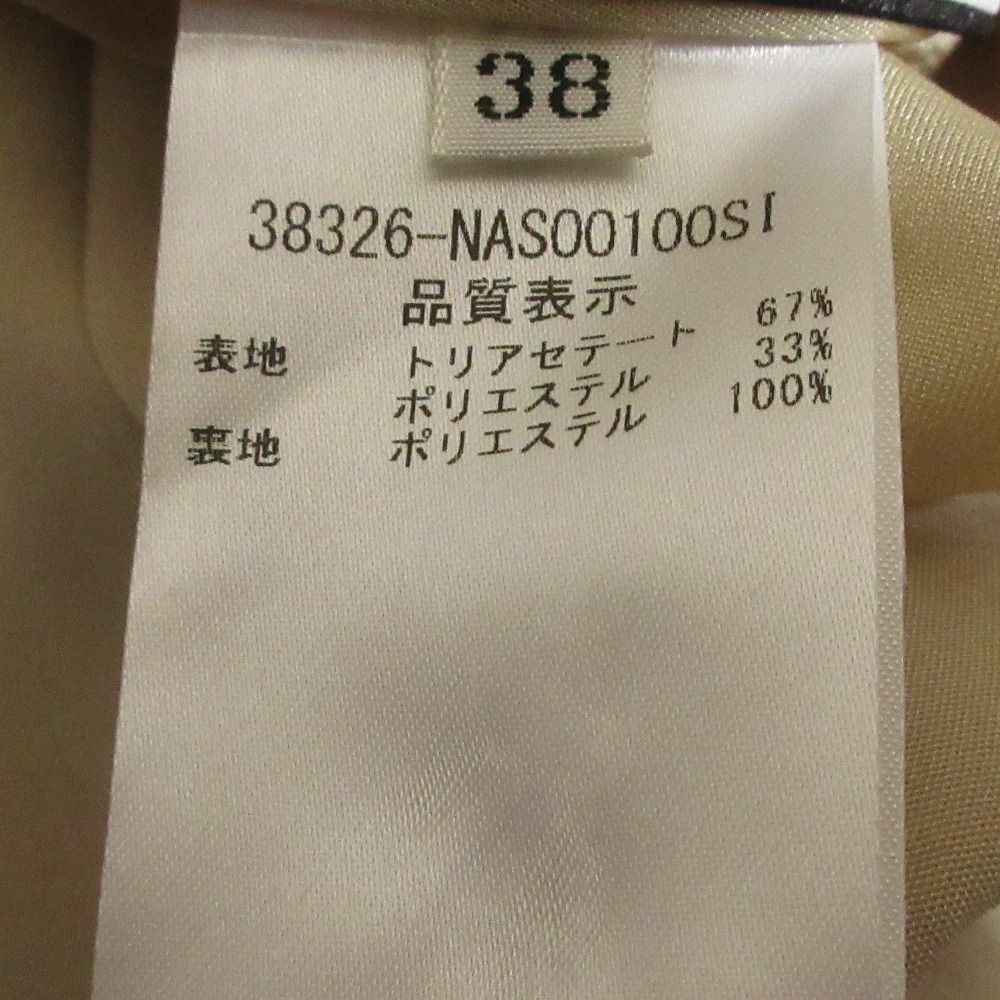 38
38326-NAS00100SI
品質表示
表地 トリアセテート 67%
ポリエステル 33%
裏地 ポリエステル 100%